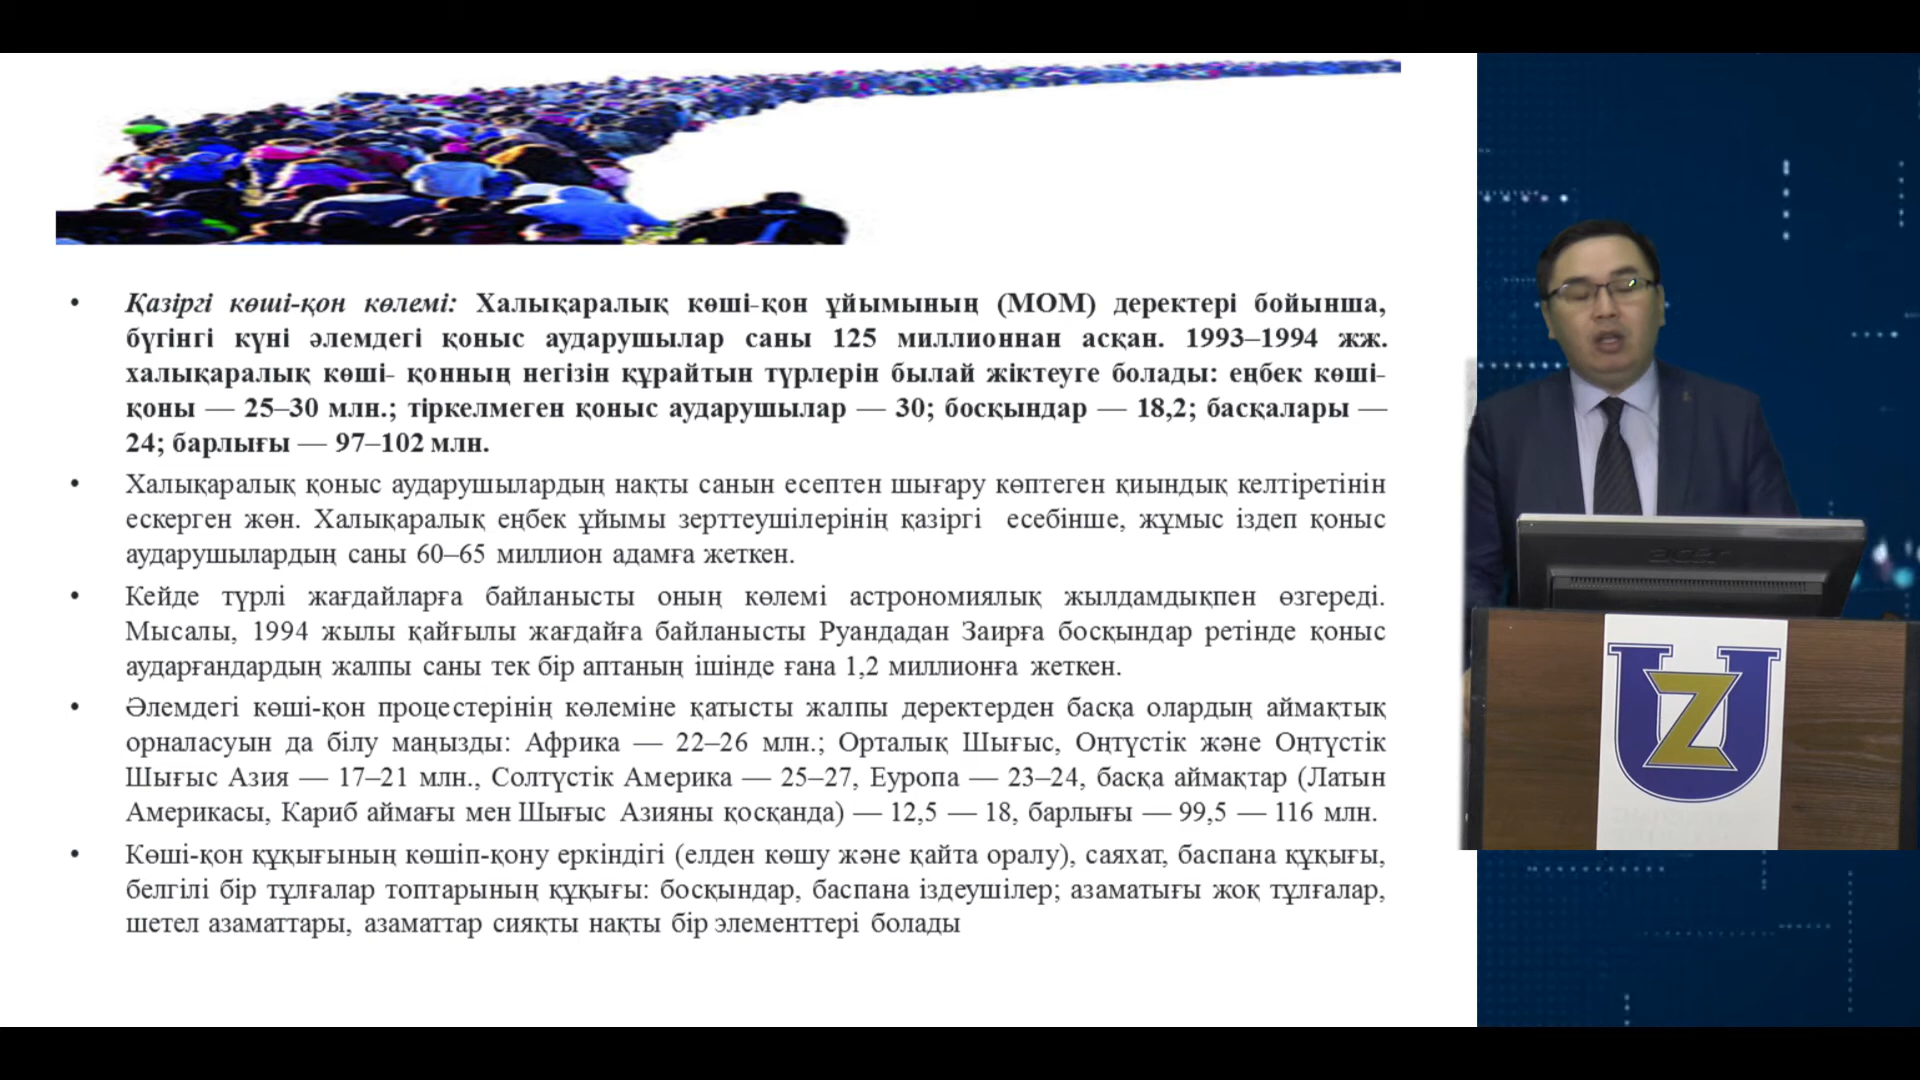 • Қазіргі көші-қон көлемі: Халықаралық көші-қон ұйымының (МОМ) деректері бойынша,
бүгінгі күні әлемдегі қоныс аударушылар саны 125 миллионнан асқан. 1993–1994 жж.
халықаралық көші- қонның негізін құрайтын түрлерін былай жіктеуге болады: еңбек көші-
қоны — 25–30 млн.; тіркелмеген қоныс аударушылар — 30; босқындар — 18,2; басқалары —
24; барлығы — 97–102 млн.
• Халықаралық қоныс аударушылардың нақты санын есептен шығару көптеген қиындық келтіретінін
ескерген жөн. Халықаралық еңбек ұйымы зерттеушілерінің қазіргі есебінше, жұмыс іздеп қоныс
аударушылардың саны 60–65 миллион адамға жеткен.
• Кейде түрлі жағдайларға байланысты оның көлемі астрономиялық жылдамдықпен өзгереді.
Мысалы, 1994 жылы қайғылы жағдайға байланысты Руандадан Заирға босқындар ретінде қоныс
аударғандардың жалпы саны тек бір аптаның ішінде ғана 1,2 миллионға жеткен.
• Әлемдегі көші-қон процестерінің көлеміне қатысты жалпы деректерден басқа олардың аймақтық
орналасуын да білу маңызды: Африка — 22–26 млн.; Орталық Шығыс, Оңтүстік және Оңтүстік
Шығыс Азия — 17–21 млн., Солтүстік Америка — 25–27, Еуропа — 23–24, басқа аймақтар (Латын
Америкасы, Кариб аймағы мен Шығыс Азияны қосқанда) — 12,5 — 18, барлығы — 99,5 — 116 млн.
• Көші-қон құқығының көшіп-қону еркіндігі (елден көшу және қайта оралу), саяхат, баспана құқығы,
белгілі бір тұлғалар топтарының құқығы: босқындар, баспана іздеушілер; азаматығы жоқ тұлғалар,
шетел азаматтары, азаматтар сияқты нақты бір элементтері болады
UZ